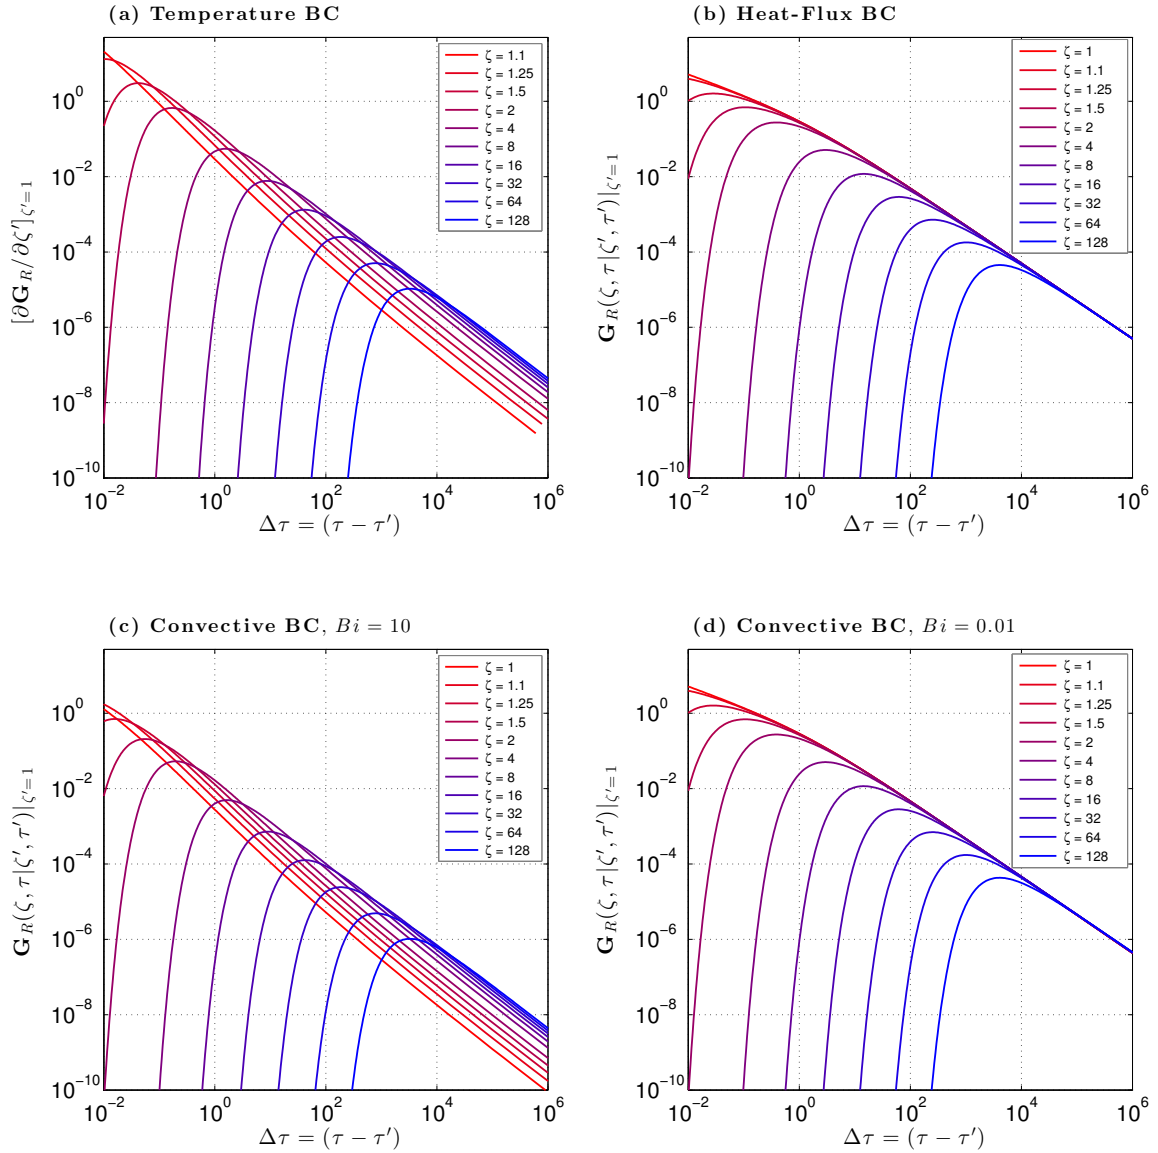 (a) Temperature BC
[∂G_R/∂ζ′]_{ζ′=1}
10^0
10^−2
10^−4
10^−6
10^−8
10^−10
10^−2
10^0
10^2
10^4
10^6
Δτ = (τ − τ′)
ζ = 1.1
ζ = 1.25
ζ = 1.5
ζ = 2
ζ = 4
ζ = 8
ζ = 16
ζ = 32
ζ = 64
ζ = 128
(b) Heat-Flux BC
G_R(ζ, τ|ζ′, τ′)|_{ζ′=1}
10^0
10^−2
10^−4
10^−6
10^−8
10^−10
10^−2
10^0
10^2
10^4
10^6
Δτ = (τ − τ′)
ζ = 1
ζ = 1.1
ζ = 1.25
ζ = 1.5
ζ = 2
ζ = 4
ζ = 8
ζ = 16
ζ = 32
ζ = 64
ζ = 128
(c) Convective BC, Bi = 10
G_R(ζ, τ|ζ′, τ′)|_{ζ′=1}
10^0
10^−2
10^−4
10^−6
10^−8
10^−10
10^−2
10^0
10^2
10^4
10^6
Δτ = (τ − τ′)
ζ = 1
ζ = 1.1
ζ = 1.25
ζ = 1.5
ζ = 2
ζ = 4
ζ = 8
ζ = 16
ζ = 32
ζ = 64
ζ = 128
(d) Convective BC, Bi = 0.01
G_R(ζ, τ|ζ′, τ′)|_{ζ′=1}
10^0
10^−2
10^−4
10^−6
10^−8
10^−10
10^−2
10^0
10^2
10^4
10^6
Δτ = (τ − τ′)
ζ = 1
ζ = 1.1
ζ = 1.25
ζ = 1.5
ζ = 2
ζ = 4
ζ = 8
ζ = 16
ζ = 32
ζ = 64
ζ = 128